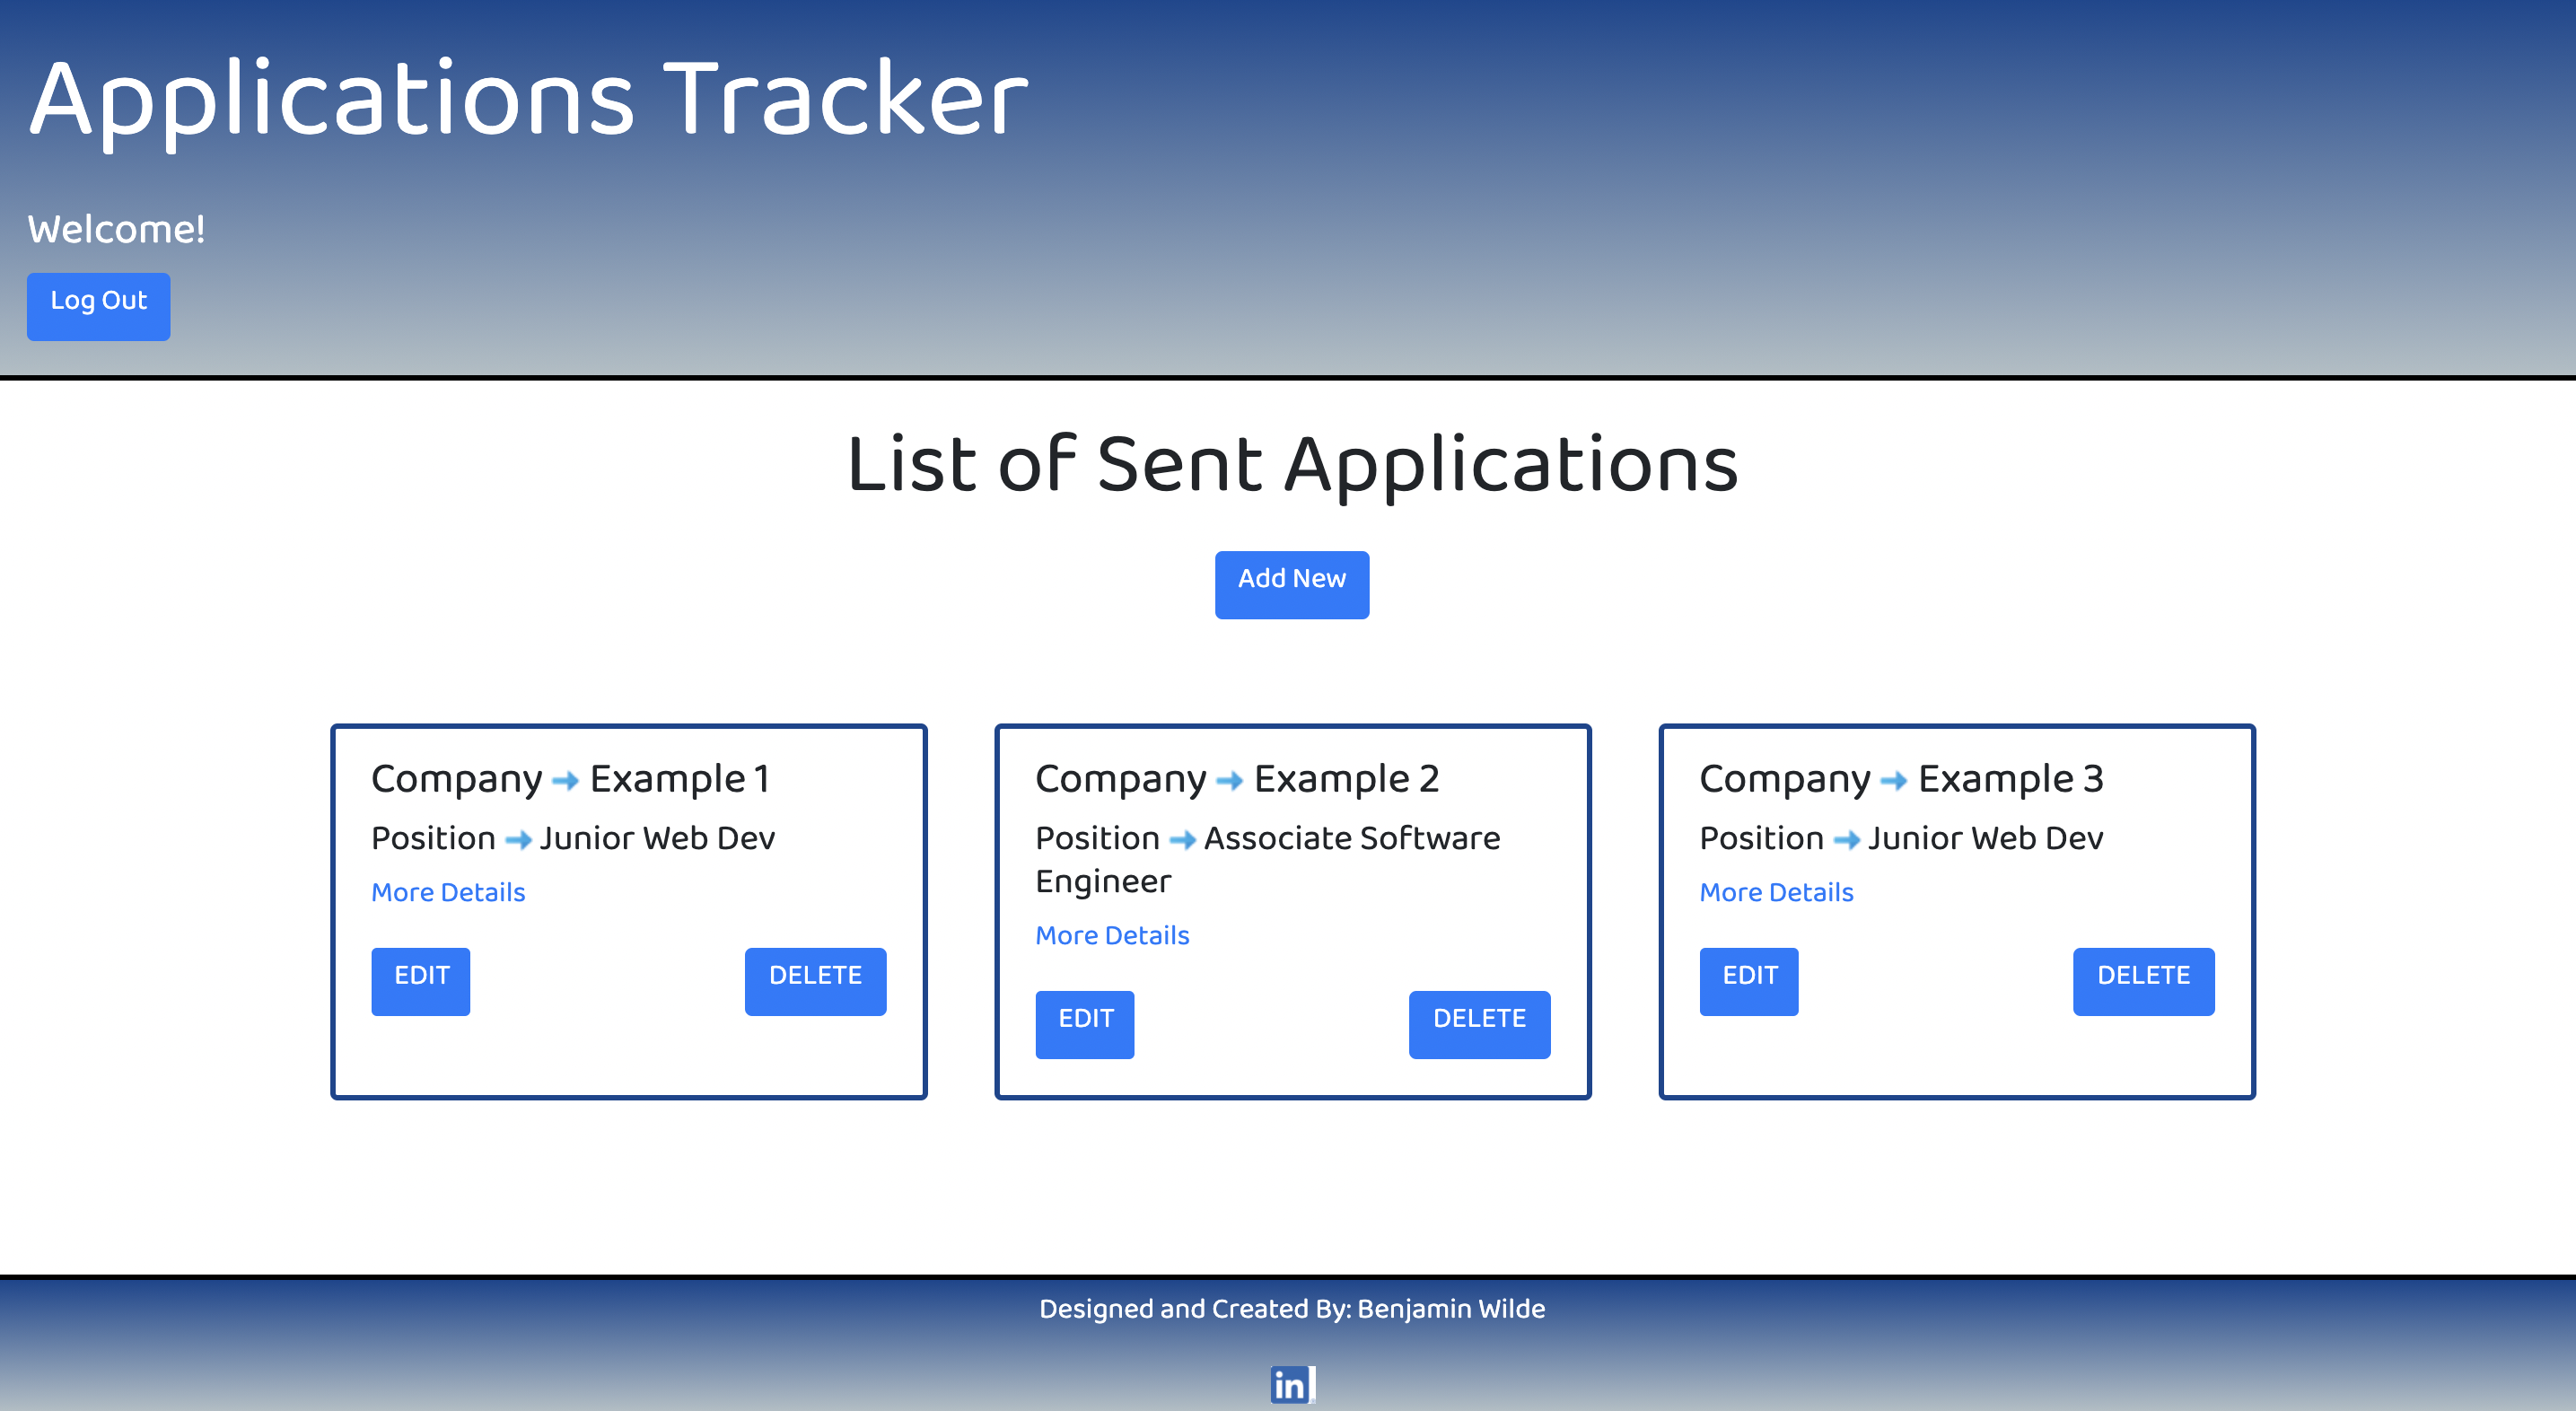 Applications Tracker
Welcome!
Log Out
List of Sent Applications
Add New
Company ➡ Example 1
Position ➡ Junior Web Dev
More Details
EDIT DELETE
Company ➡ Example 2
Position ➡ Associate Software
Engineer
More Details
EDIT DELETE
Company ➡ Example 3
Position ➡ Junior Web Dev
More Details
EDIT DELETE
Designed and Created By: Benjamin Wilde
in